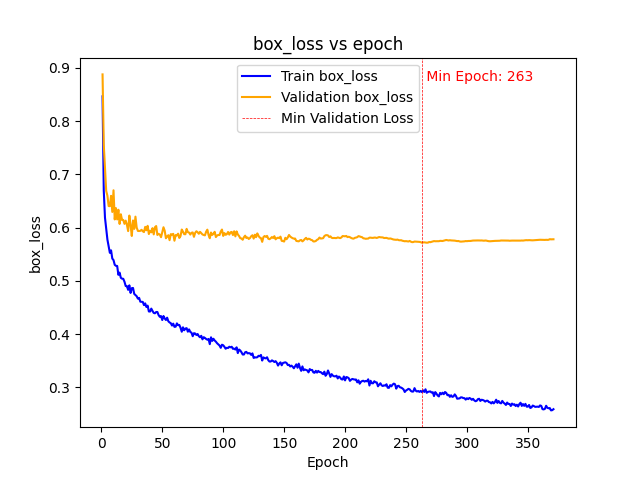 box_loss vs epoch
Train box_loss
Validation box_loss
Min Validation Loss
Min Epoch: 263
0.9
0.8
0.7
0.6
0.5
0.4
0.3
box_loss
0 50 100 150 200 250 300 350
Epoch